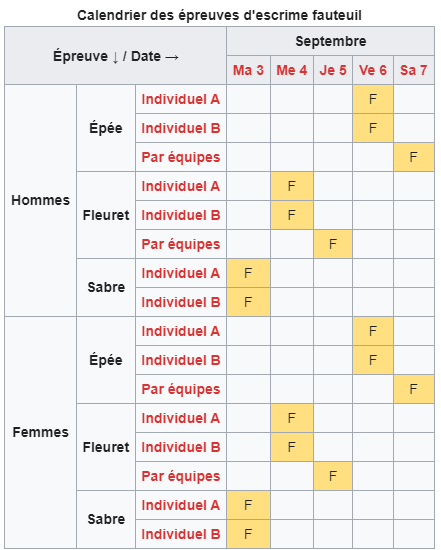 Calendrier des épreuves d'escrime fauteuil
Épreuve ↓ / Date →
Septembre
Ma 3 Me 4 Je 5 Ve 6 Sa 7
Hommes
Épée
Individuel A F
Individuel B F
Par équipes F
Fleuret
Individuel A F
Individuel B F
Par équipes F
Sabre
Individuel A F
Individuel B F
Femmes
Épée
Individuel A F
Individuel B F
Par équipes F
Fleuret
Individuel A F
Individuel B F
Par équipes F
Sabre
Individuel A F
Individuel B F